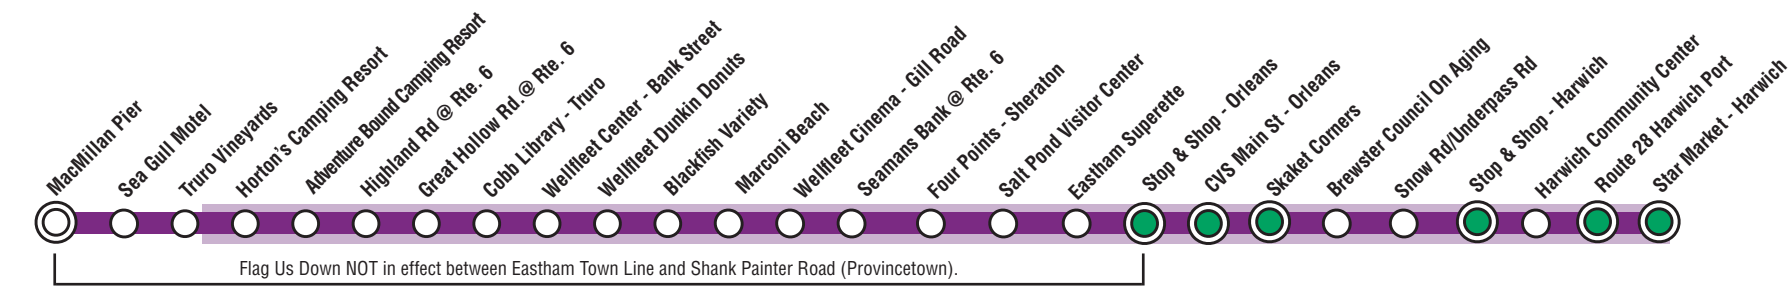 MacMillan Pier
Sea Gull Motel
Truro Vineyards
Horton's Camping Resort
Adventure Bound Camping Resort
Highland Rd @ Rte. 6
Great Hollow Rd. @ Rte. 6
Cobb Library - Truro
Wellfleet Center - Bank Street
Wellfleet Dunkin Donuts
Blackfish Variety
Marconi Beach
Wellfleet Cinema - Gill Road
Seamans Bank @ Rte. 6
Four Points - Sheraton
Salt Pond Visitor Center
Eastham Superette
Stop & Shop - Orleans
CVS Main St - Orleans
Skaket Corners
Brewster Council On Aging
Snow Rd/Underpass Rd
Stop & Shop - Harwich
Harwich Community Center
Route 28 Harwich Port
Star Market - Harwich
Flag Us Down NOT in effect between Eastham Town Line and Shank Painter Road (Provincetown).